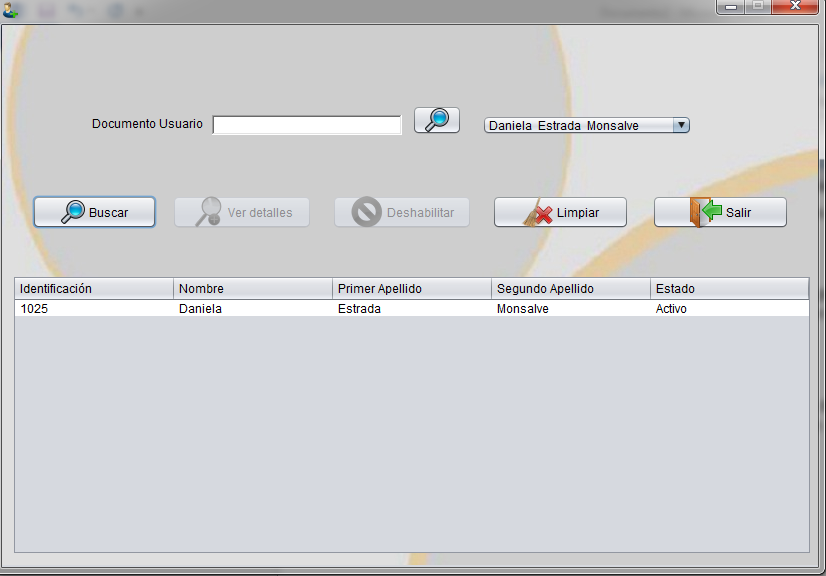 Documento Usuario Daniela Estrada Monsalve
Buscar Ver detalles Deshabilitar Limpiar Salir
Identificación Nombre Primer Apellido Segundo Apellido Estado
1025 Daniela Estrada Monsalve Activo